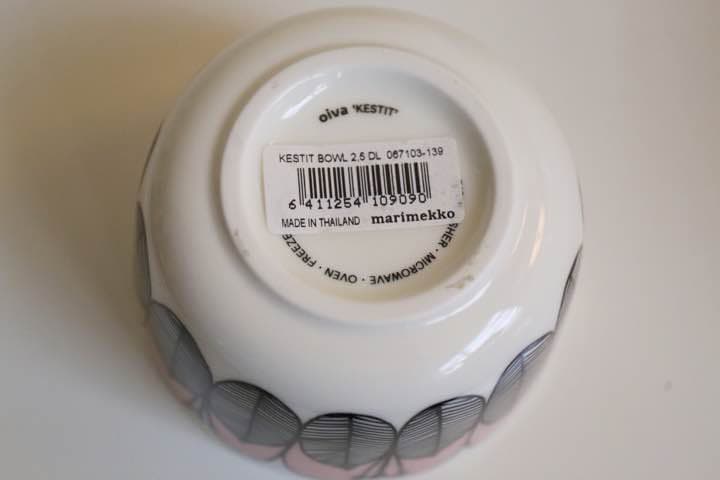 oiva 'KESTIT'
KESTIT BOWL 2,5 DL 067103-139
6 411254 109090
MADE IN THAILAND marimekko
SHER · MICROWAVE · OVEN · FREEZE